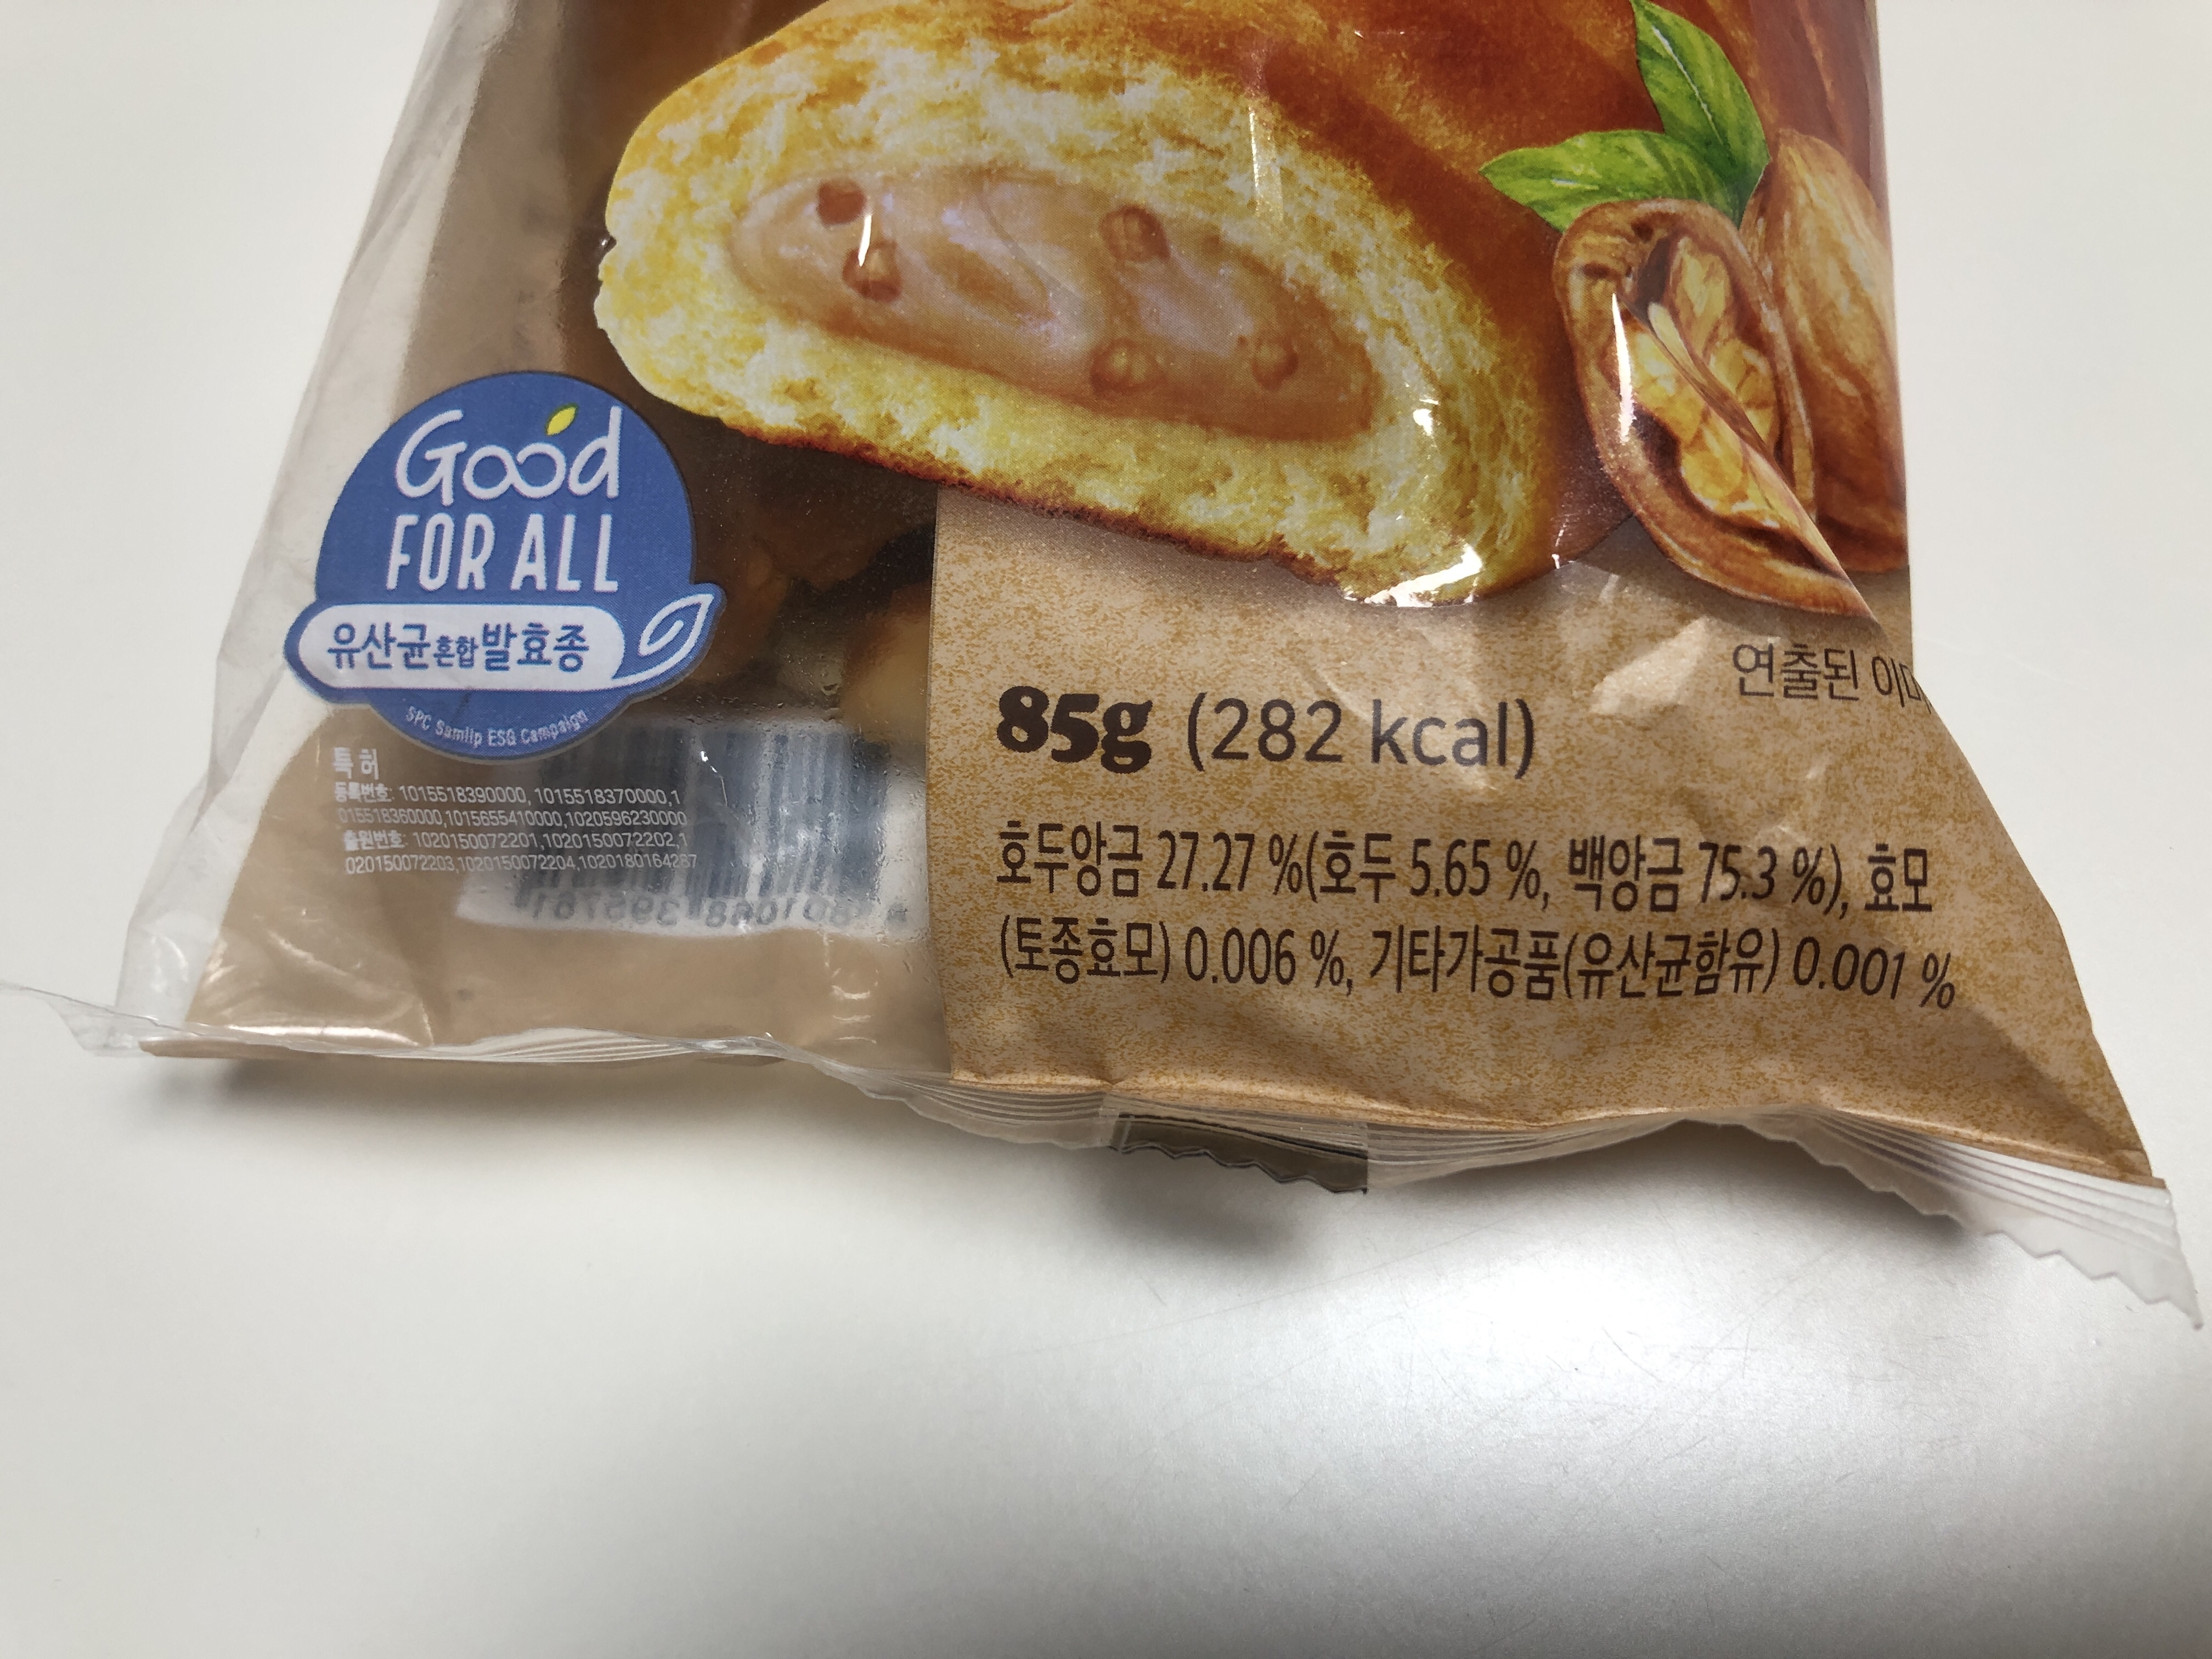 Good
FOR ALL
유산균혼합발효종
SPC Samlip ESG Campaign
특 허
등록번호: 1015518390000, 1015518370000,1
015518360000,1015655410000,1020596230000
출원번호: 1020150072201,1020150072202,1
020150072203,1020150072204,1020180164287
연출된
85g (282 kcal)
호두앙금 27.27 %(호두 5.65 %, 백앙금 75.3 %), 효모
(토종효모) 0.006 %, 기타가공품(유산균함유) 0.001 %